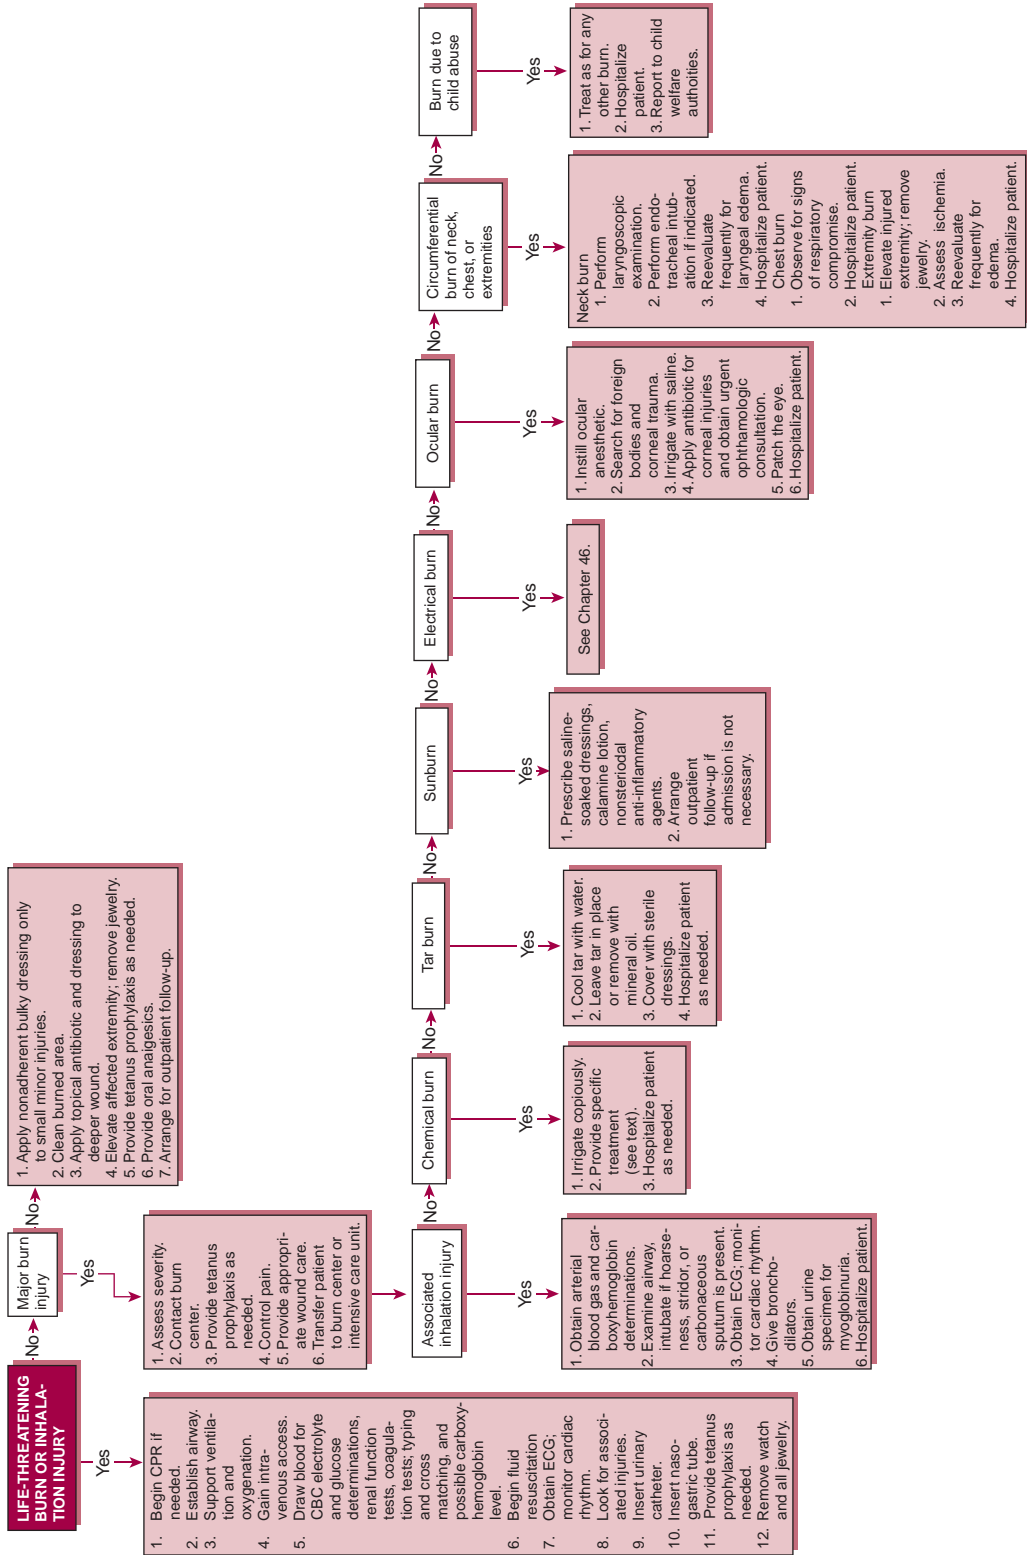 LIFE-THREATENING
BURN OR INHALA-
TION INJURY
No
Major burn
injury
No
1. Apply nonadherent bulky dressing only
to small minor injuries.
2. Clean burned area.
3. Apply topical antibiotic and dressing to
deeper wound.
4. Elevate affected extremity; remove jewelry.
5. Provide tetanus prophylaxis as needed.
6. Provide oral anaigesics.
7. Arrange for outpatient follow-up.
Yes
1. Begin CPR if
needed.
2. Establish airway.
3. Support ventila-
tion and
oxygenation.
4. Gain intra-
venous access.
5. Draw blood for
CBC electrolyte
and glucose
determinations,
renal function
tests, coagula-
tion tests; typing
and cross
matching, and
possible carboxy-
hemoglobin
level.
6. Begin fluid
resuscitation
7. Obtain ECG;
monitor cardiac
rhythm.
8. Look for associ-
ated injuries.
9. Insert urinary
catheter.
10. Insert naso-
gastric tube.
11. Provide tetanus
prophylaxis as
needed.
12. Remove watch
and all jewelry.
Yes
1. Assess severity.
2. Contact burn
center.
3. Provide tetanus
prophylaxis as
needed.
4. Control pain.
5. Provide appropri-
ate wound care.
6. Transfer patient
to burn center or
intensive care unit.
Associated
inhalation injury
No
Chemical burn
No
Tar burn
No
Sunburn
No
Electrical burn
No
Ocular burn
No
Circumferential
burn of neck,
chest, or
extremities
No
Burn due to
child abuse
Yes
1. Obtain arterial
blood gas and car-
boxyhemoglobin
determinations.
2. Examine airway,
intubate if hoarse-
ness, stridor, or
carbonaceous
sputum is present.
3. Obtain ECG; moni-
tor cardiac rhythm.
4. Give broncho-
dilators.
5. Obtain urine
specimen for
myoglobinuria.
6. Hospitalize patient.
Yes
1. Irrigate copiously.
2. Provide specific
treatment
(see text).
3. Hospitalize patient
as needed.
Yes
1. Cool tar with water.
2. Leave tar in place
or remove with
mineral oil.
3. Cover with sterile
dressings.
4. Hospitalize patient
as needed.
Yes
1. Prescribe saline-
soaked dressings,
calamine lotion,
nonsteriodal
anti-inflammatory
agents.
2. Arrange
outpatient
follow-up if
admission is not
necessary.
Yes
See Chapter 46.
Yes
1. Instill ocular
anesthetic.
2. Search for foreign
bodies and
corneal trauma.
3. Irrigate with saline.
4. Apply antibiotic for
corneal injuries
and obtain urgent
ophthamologic
consultation.
5. Patch the eye.
6. Hospitalize patient.
Yes
Neck burn
1. Perform
laryngoscopic
examination.
2. Perform endo-
tracheal intub-
ation if indicated.
3. Reevaluate
frequently for
laryngeal edema.
4. Hospitalize patient.
Chest burn
1. Observe for signs
of respiratory
compromise.
2. Hospitalize patient.
Extremity burn
1. Elevate injured
extremity; remove
jewelry.
2. Assess ischemia.
3. Reevaluate
frequently for
edema.
4. Hospitalize patient.
Yes
1. Treat as for any
other burn.
2. Hospitalize
patient.
3. Report to child
welfare
authoities.